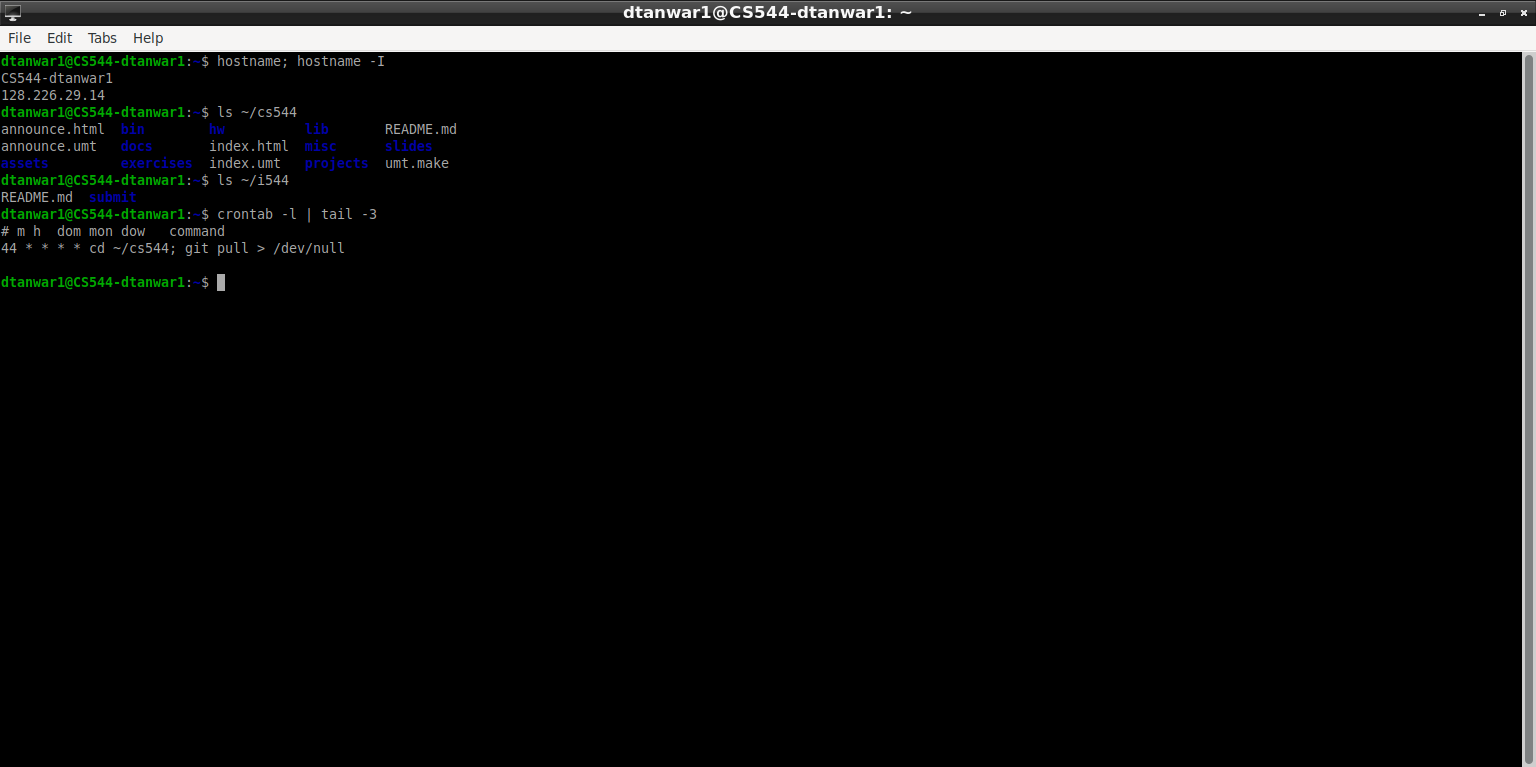 dtanwar1@CS544-dtanwar1: ~
File Edit Tabs Help
dtanwar1@CS544-dtanwar1:~$ hostname; hostname -I
CS544-dtanwar1
128.226.29.14
dtanwar1@CS544-dtanwar1:~$ ls ~/cs544
announce.html  bin        hw          lib       README.md
announce.umt   docs       index.html  misc      slides
assets         exercises  index.umt   projects  umt.make
dtanwar1@CS544-dtanwar1:~$ ls ~/i544
README.md  submit
dtanwar1@CS544-dtanwar1:~$ crontab -l | tail -3
# m h  dom mon dow   command
44 * * * * cd ~/cs544; git pull > /dev/null
dtanwar1@CS544-dtanwar1:~$